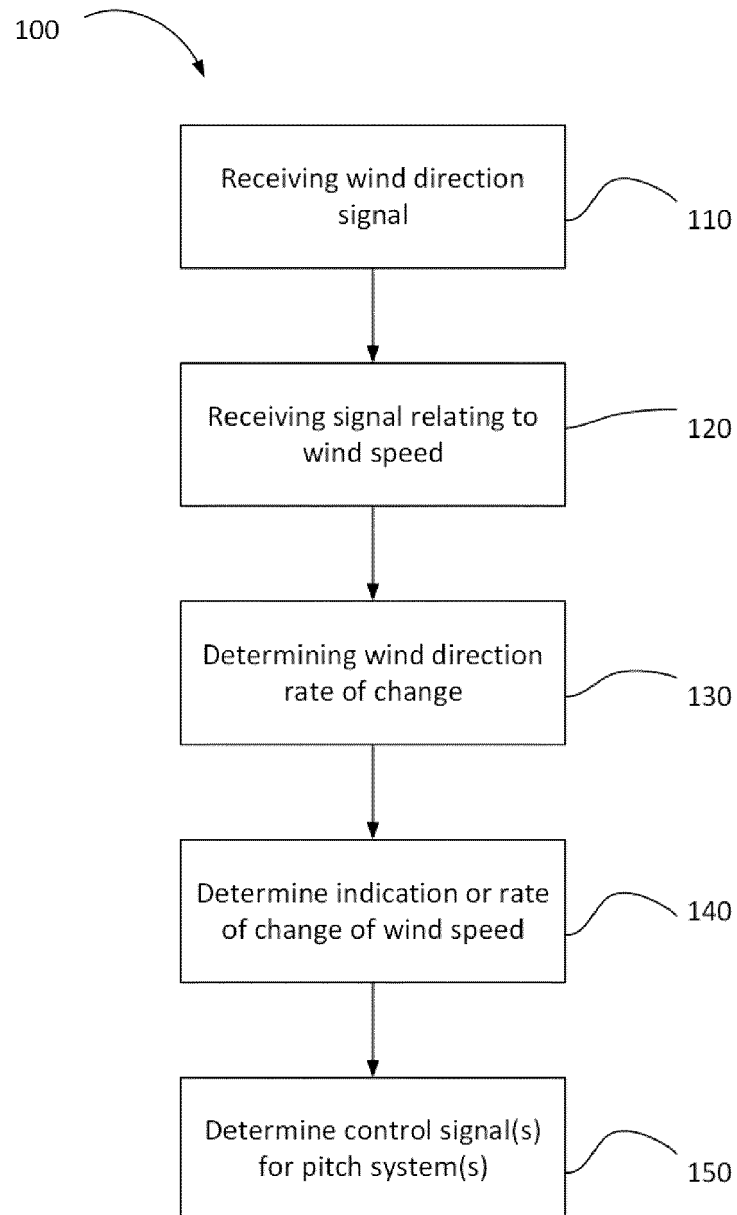 100
Receiving wind direction
signal
110
Receiving signal relating to
wind speed
120
Determining wind direction
rate of change
130
Determine indication or rate
of change of wind speed
140
Determine control signal(s)
for pitch system(s)
150